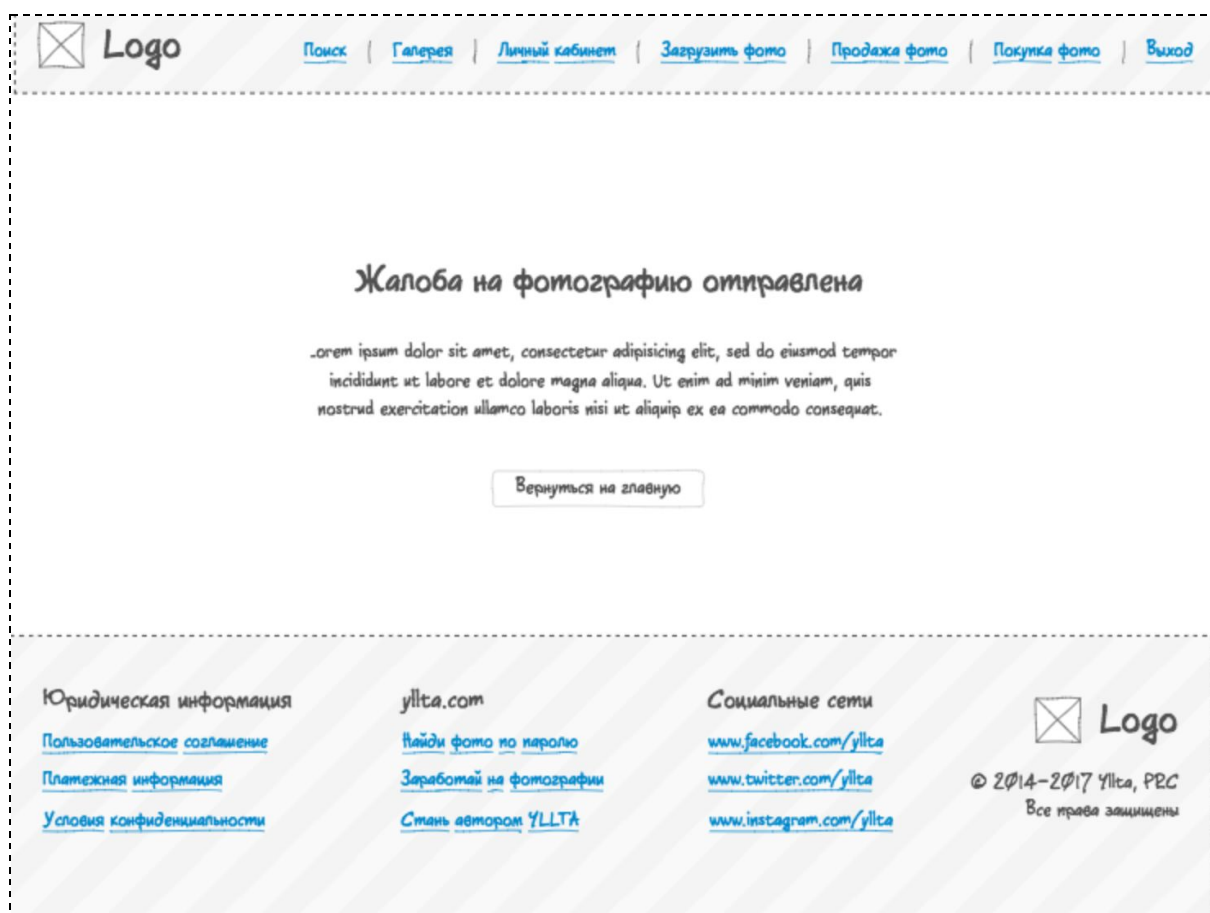 Logo
Поиск | Галерея | Личный кабинет | Загрузить фото | Продажа фото | Покупка фото | Выход
Жалоба на фотографию отправлена
orem ipsum dolor sit amet, consectetur adipisicing elit, sed do eiusmod tempor
incididunt ut labore et dolore magna aliqua. Ut enim ad minim veniam, quis
nostrud exercitation ullamco laboris nisi ut aliquip ex ea commodo consequat.
Вернуться на главную
Юридическая информация
Пользовательское соглашение
Платежная информация
Условия конфиденциальности
yllta.com
Найди фото по паролю
Заработай на фотографии
Стань автором YLLTA
Социальные сети
www.facebook.com/yllta
www.twitter.com/yllta
www.instagram.com/yllta
Logo
© 2014-2017 Yllta, PRC
Все права защищены